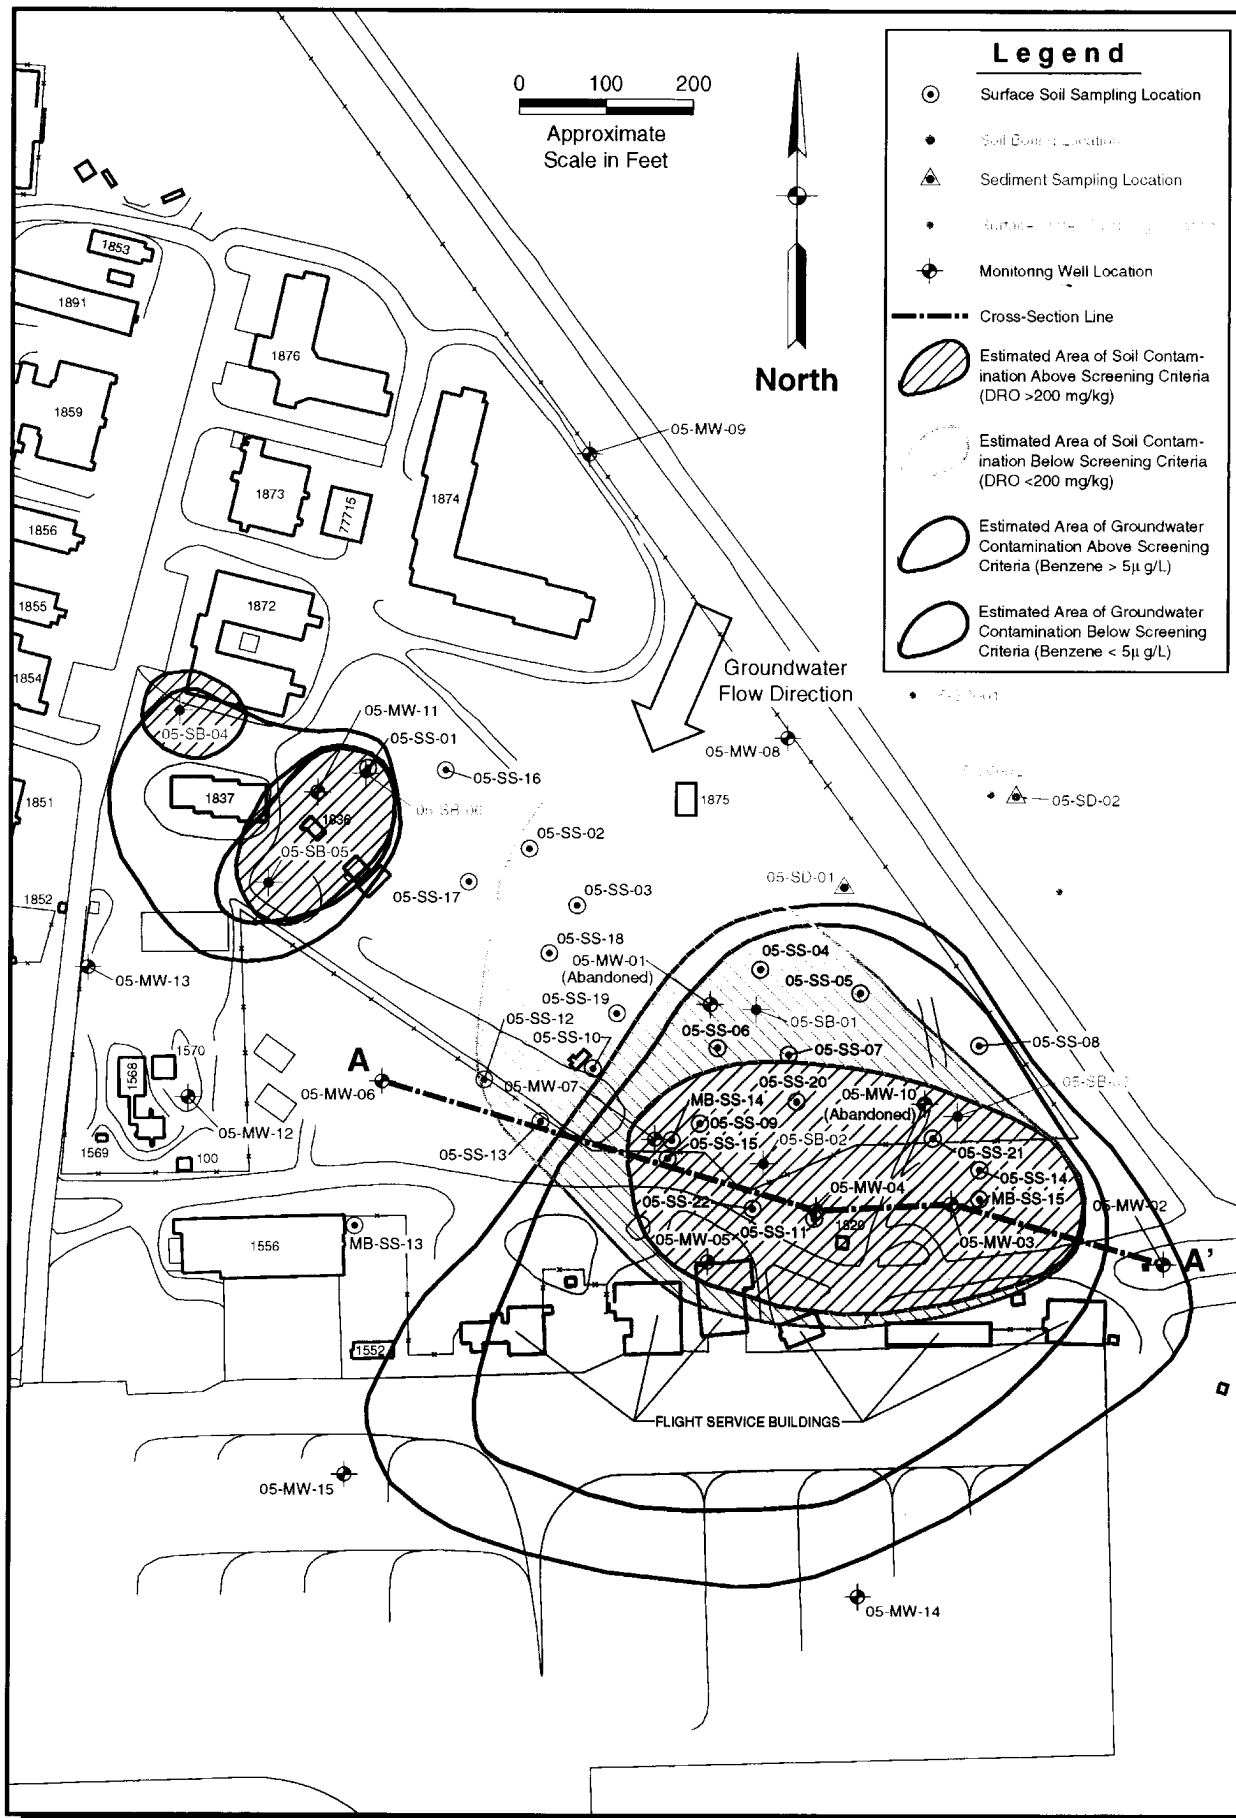 Legend
Surface Soil Sampling Location
Soil Boring Location
Sediment Sampling Location
Monitoring Well Location
Cross-Section Line
Estimated Area of Soil Contam-
ination Above Screening Criteria
(DRO >200 mg/kg)
Estimated Area of Soil Contam-
ination Below Screening Criteria
(DRO <200 mg/kg)
Estimated Area of Groundwater
Contamination Above Screening
Criteria (Benzene > 5µ g/L)
Estimated Area of Groundwater
Contamination Below Screening
Criteria (Benzene < 5µ g/L)
0 100 200
Approximate
Scale in Feet
North
1853
1891
1876
1859
05-MW-09
1873
77715
1874
1856
1872
1855
1854
Groundwater
Flow Direction
05-MW-11
05-SB-04
05-SS-01
05-MW-08
05-SS-16
1851
1837
05-SB-06
1875
05-SD-02
1836
05-SS-02
05-SB-05
05-SS-17
05-SD-01
1852
05-SS-03
05-SS-18
05-SS-04
05-MW-01
(Abandoned)
05-MW-13
05-SS-05
05-SS-19
05-SS-12
05-SB-01
05-SS-06
05-SS-10
05-SS-08
1570
A
05-SS-07
1568
05-MW-06
05-MW-07
05-SS-20
MB-SS-14
05-MW-10
(Abandoned)
05-SS-09
05-MW-12
1569
100
05-SS-13
05-SS-15
05-SB-02
05-SS-21
05-SS-14
05-MW-04
MB-SS-15
05-MW-02
05-SS-22
05-SS-11
1820
05-MW-05
05-MW-03
MB-SS-13
1556
A'
1552
FLIGHT SERVICE BUILDINGS
05-MW-15
05-MW-14